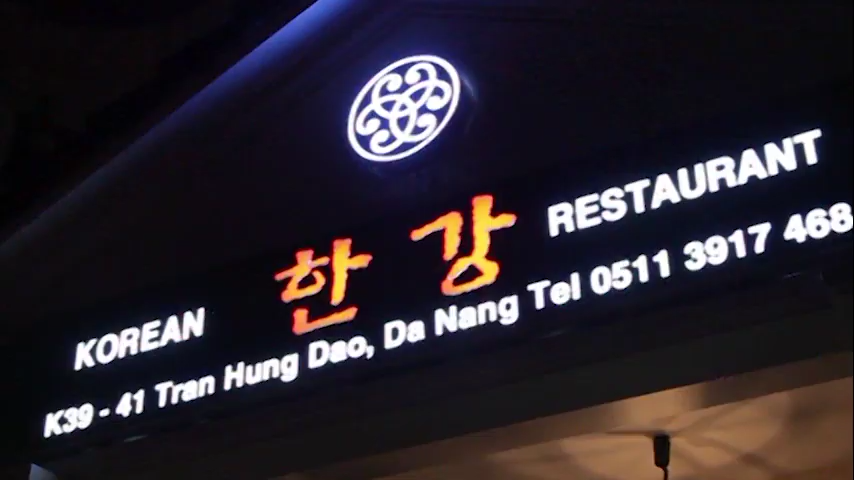 KOREAN 한강 RESTAURANT
K39 - 41 Tran Hung Dao, Da Nang Tel 0511 3917 468